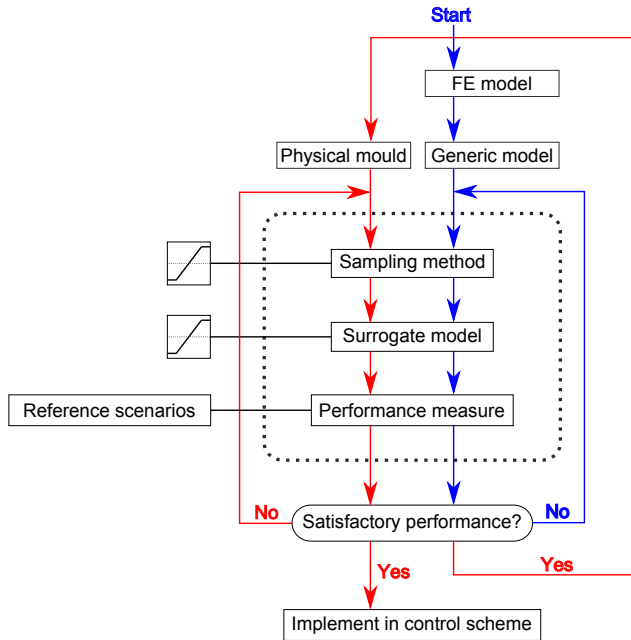 Start
FE model
Physical mould
Generic model
Sampling method
Surrogate model
Reference scenarios
Performance measure
No
No
Satisfactory performance?
Yes
Yes
Implement in control scheme